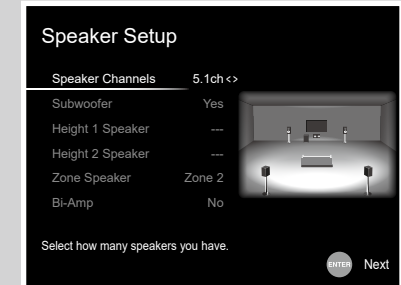 Speaker Setup
Speaker Channels 5.1ch<>
Subwoofer Yes
Height 1 Speaker ---
Height 2 Speaker ---
Zone Speaker Zone 2
Bi-Amp No
Select how many speakers you have.
ENTER Next